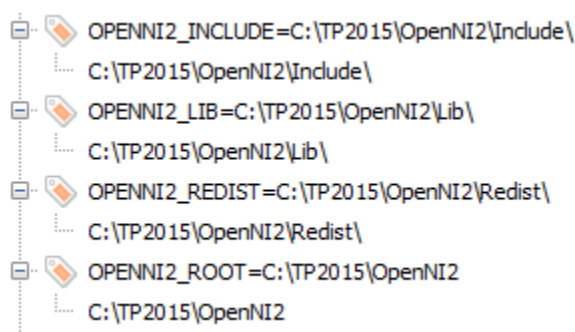 OPENNI2_INCLUDE=C:\TP2015\OpenNI2\Include\
C:\TP2015\OpenNI2\Include\
OPENNI2_LIB=C:\TP2015\OpenNI2\Lib\
C:\TP2015\OpenNI2\Lib\
OPENNI2_REDIST=C:\TP2015\OpenNI2\Redist\
C:\TP2015\OpenNI2\Redist\
OPENNI2_ROOT=C:\TP2015\OpenNI2
C:\TP2015\OpenNI2